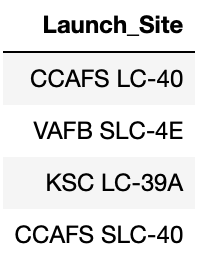 Launch_Site
CCAFS LC-40
VAFB SLC-4E
KSC LC-39A
CCAFS SLC-40